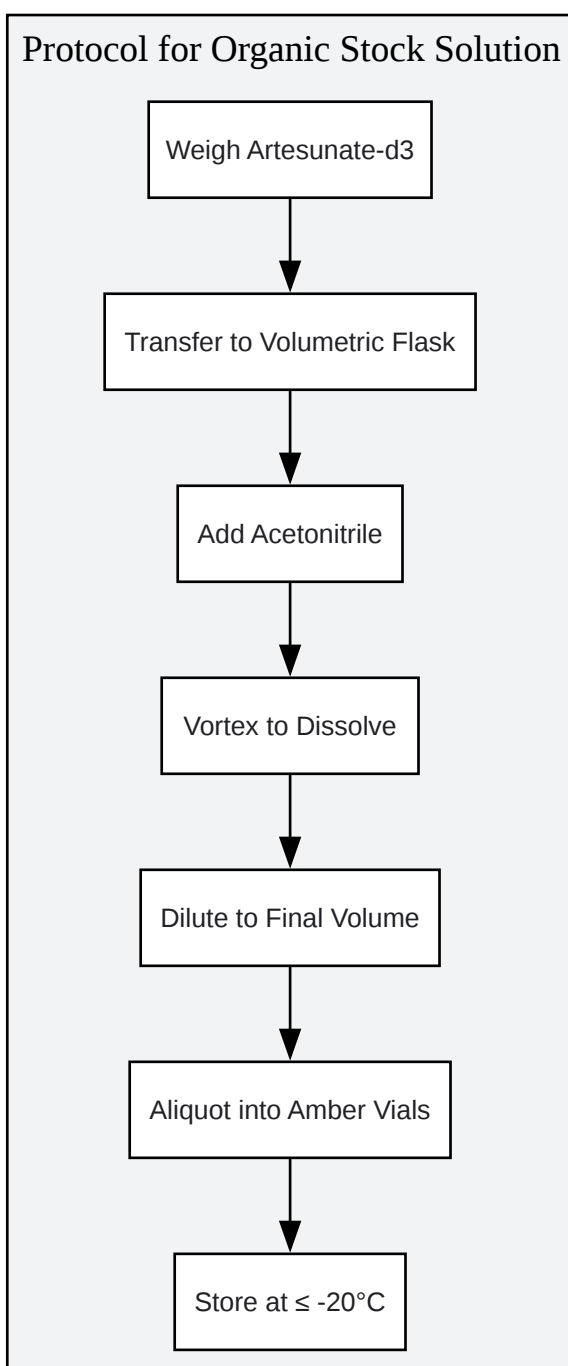 Protocol for Organic Stock Solution
Weigh Artesunate-d3
Transfer to Volumetric Flask
Add Acetonitrile
Vortex to Dissolve
Dilute to Final Volume
Aliquot into Amber Vials
Store at ≤ -20°C